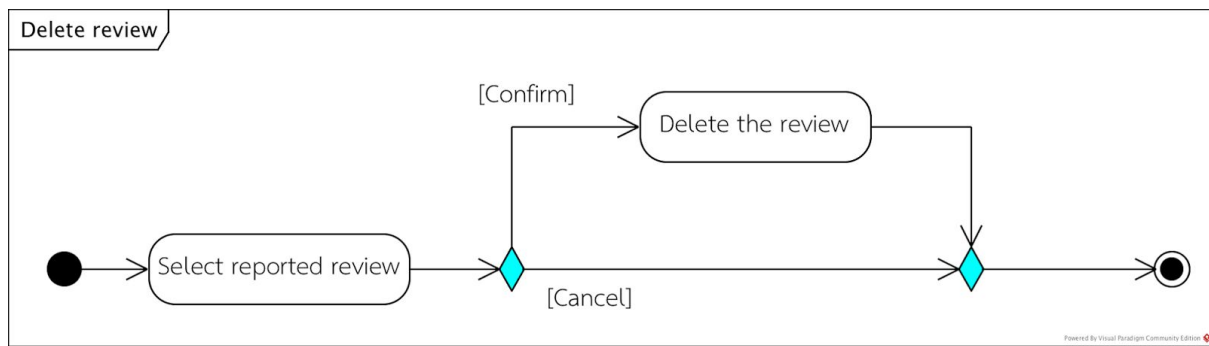 Delete review
[Confirm]
Delete the review
Select reported review
[Cancel]
Powered By Visual Paradigm Community Edition